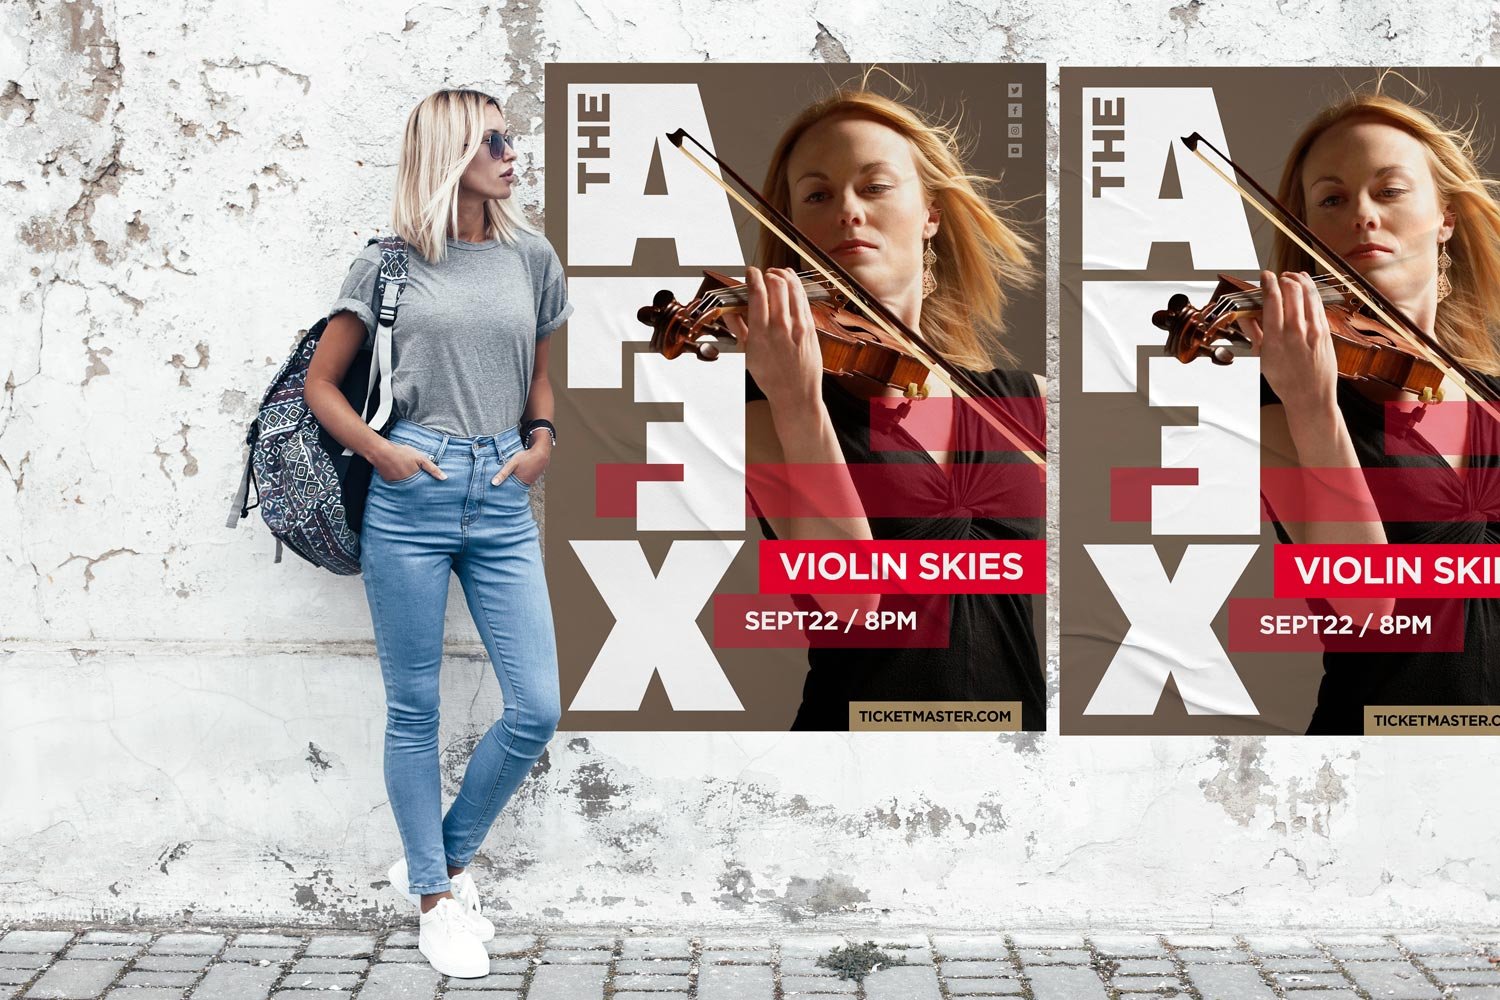 THE
A
E
X
VIOLIN SKIES
SEPT22 / 8PM
TICKETMASTER.COM
THE
A
E
X
VIOLIN SKI
SEPT22 / 8PM
TICKETMASTER.C